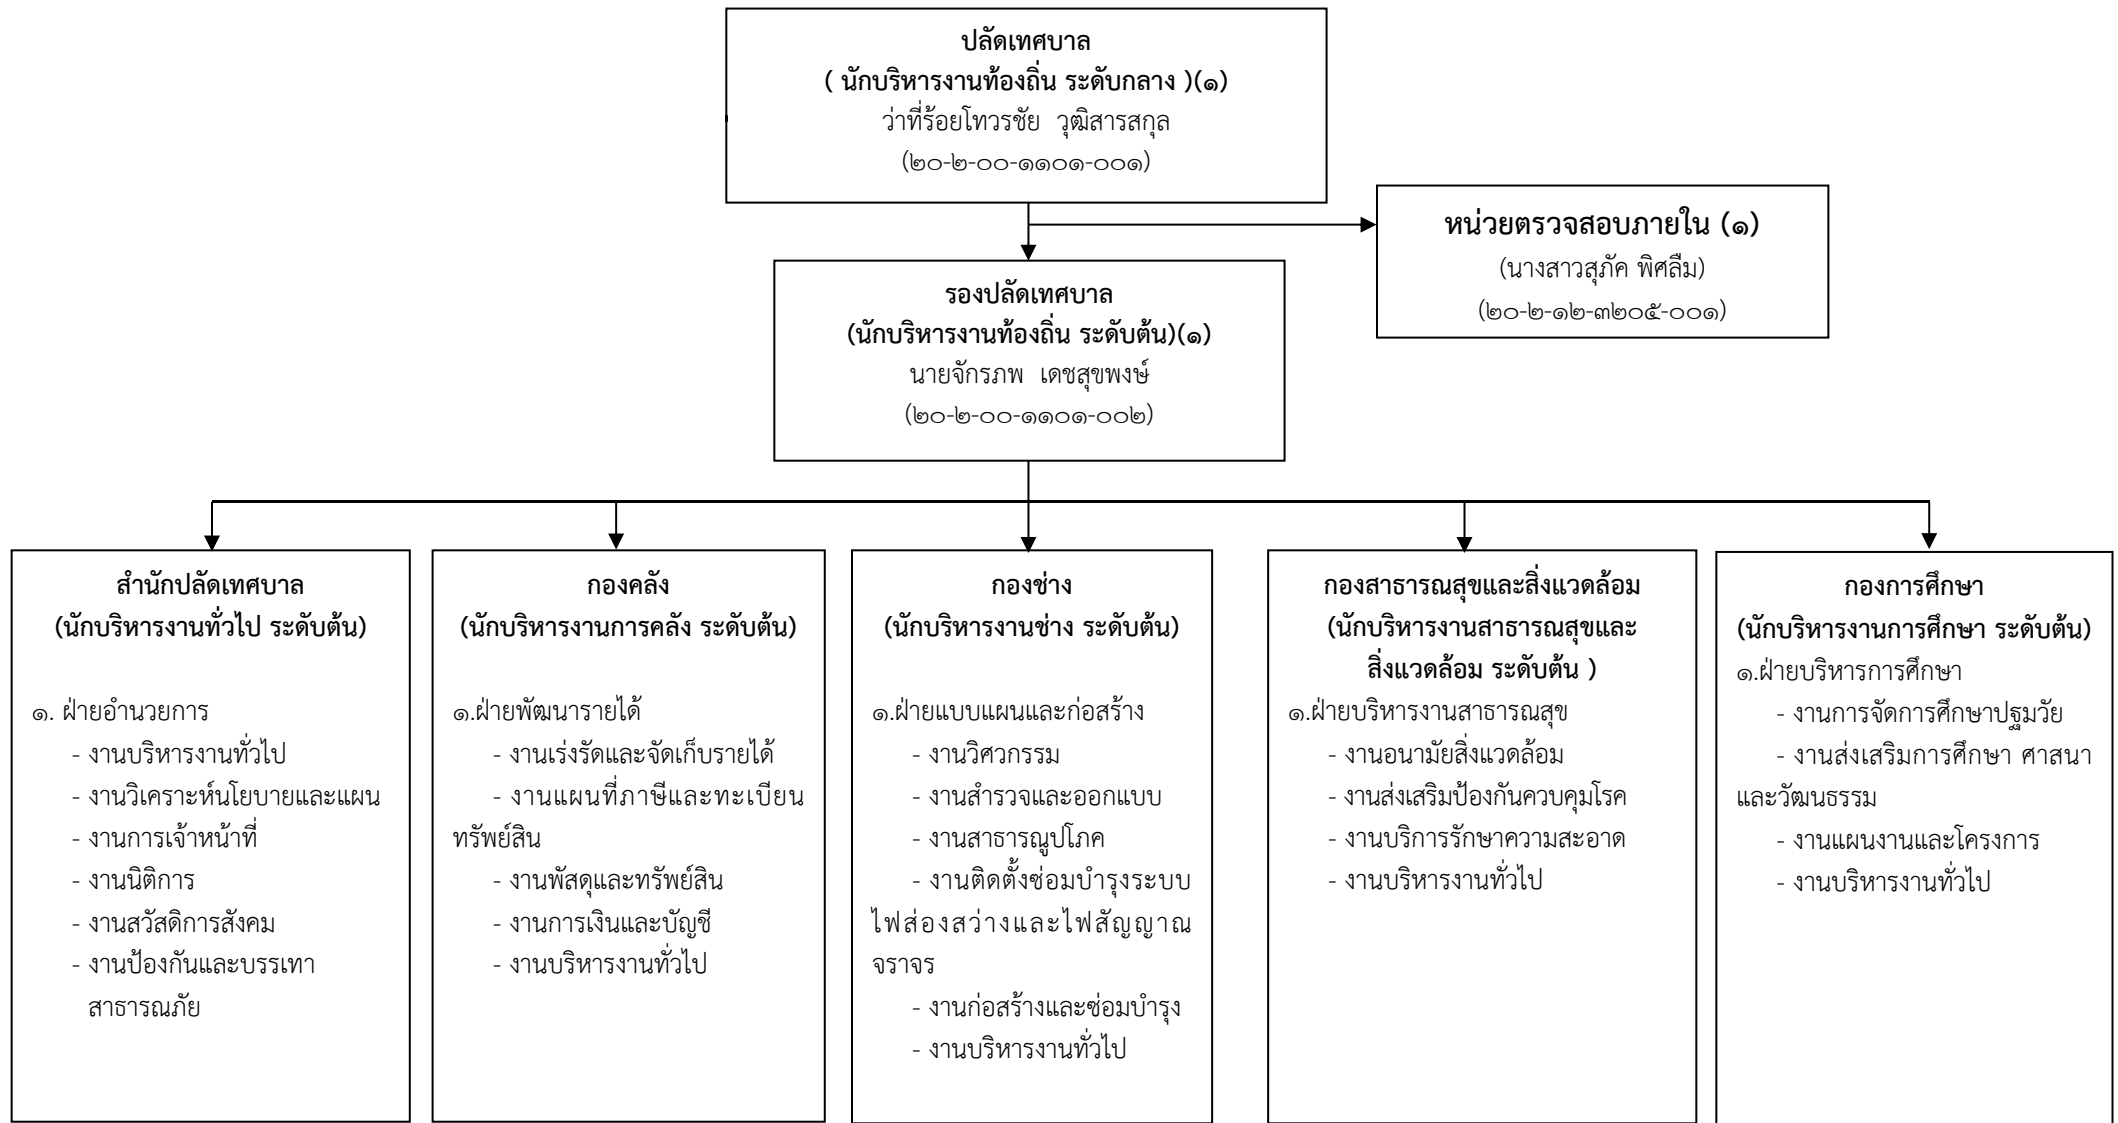 ปลัดเทศบาล
( นักบริหารงานท้องถิ่น ระดับกลาง )(๑)
ว่าที่ร้อยโทวรชัย  วุฒิสารสกุล
(๒๐-๒-๐๐-๑๑๐๑-๐๐๑)
หน่วยตรวจสอบภายใน (๑)
(นางสาวสุภัค พิศลืม)
(๒๐-๒-๑๒-๓๒๐๕-๐๐๑)
รองปลัดเทศบาล
(นักบริหารงานท้องถิ่น ระดับต้น)(๑)
นายจักรภพ  เดชสุขพงษ์
(๒๐-๒-๐๐-๑๑๐๑-๐๐๒)
สำนักปลัดเทศบาล
(นักบริหารงานทั่วไป ระดับต้น)
๑. ฝ่ายอำนวยการ
- งานบริหารงานทั่วไป
- งานวิเคราะห์นโยบายและแผน
- งานการเจ้าหน้าที่
- งานนิติการ
- งานสวัสดิการสังคม
- งานป้องกันและบรรเทา
สาธารณภัย
กองคลัง
(นักบริหารงานการคลัง ระดับต้น)
๑.ฝ่ายพัฒนารายได้
- งานเร่งรัดและจัดเก็บรายได้
- งานแผนที่ภาษีและทะเบียน
ทรัพย์สิน
- งานพัสดุและทรัพย์สิน
- งานการเงินและบัญชี
- งานบริหารงานทั่วไป
กองช่าง
(นักบริหารงานช่าง ระดับต้น)
๑.ฝ่ายแบบแผนและก่อสร้าง
- งานวิศวกรรม
- งานสำรวจและออกแบบ
- งานสาธารณูปโภค
- งานติดตั้งซ่อมบำรุงระบบ
ไฟส่องสว่างและไฟสัญญาณ
จราจร
- งานก่อสร้างและซ่อมบำรุง
- งานบริหารงานทั่วไป
กองสาธารณสุขและสิ่งแวดล้อม
(นักบริหารงานสาธารณสุขและ
สิ่งแวดล้อม ระดับต้น )
๑.ฝ่ายบริหารงานสาธารณสุข
- งานอนามัยสิ่งแวดล้อม
- งานส่งเสริมป้องกันควบคุมโรค
- งานบริการรักษาความสะอาด
- งานบริหารงานทั่วไป
กองการศึกษา
(นักบริหารงานการศึกษา ระดับต้น)
๑.ฝ่ายบริหารการศึกษา
- งานการจัดการศึกษาปฐมวัย
- งานส่งเสริมการศึกษา ศาสนา
และวัฒนธรรม
- งานแผนงานและโครงการ
- งานบริหารงานทั่วไป